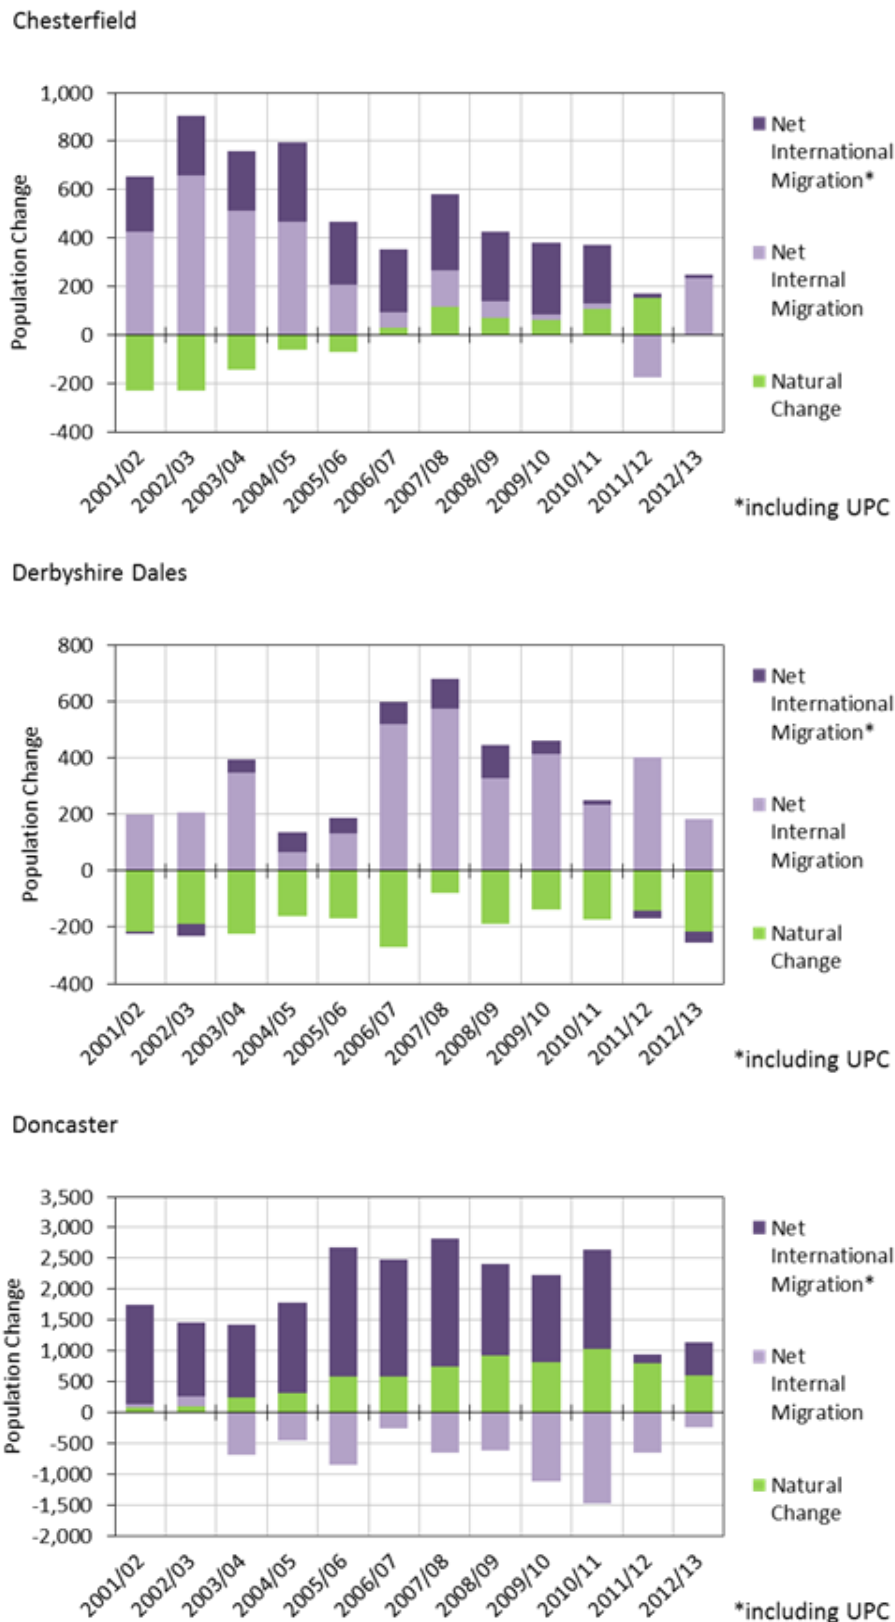 Chesterfield
1,000
800
600
400
200
0
-200
-400
Population Change
2001/02
2002/03
2003/04
2004/05
2005/06
2006/07
2007/08
2008/09
2009/10
2010/11
2011/12
2012/13
Net
International
Migration*
Net
Internal
Migration
Natural
Change
*including UPC
Derbyshire Dales
800
600
400
200
0
-200
-400
Population Change
2001/02
2002/03
2003/04
2004/05
2005/06
2006/07
2007/08
2008/09
2009/10
2010/11
2011/12
2012/13
Net
International
Migration*
Net
Internal
Migration
Natural
Change
*including UPC
Doncaster
3,500
3,000
2,500
2,000
1,500
1,000
500
0
-500
-1,000
-1,500
-2,000
Population Change
2001/02
2002/03
2003/04
2004/05
2005/06
2006/07
2007/08
2008/09
2009/10
2010/11
2011/12
2012/13
Net
International
Migration*
Net
Internal
Migration
Natural
Change
*including UPC